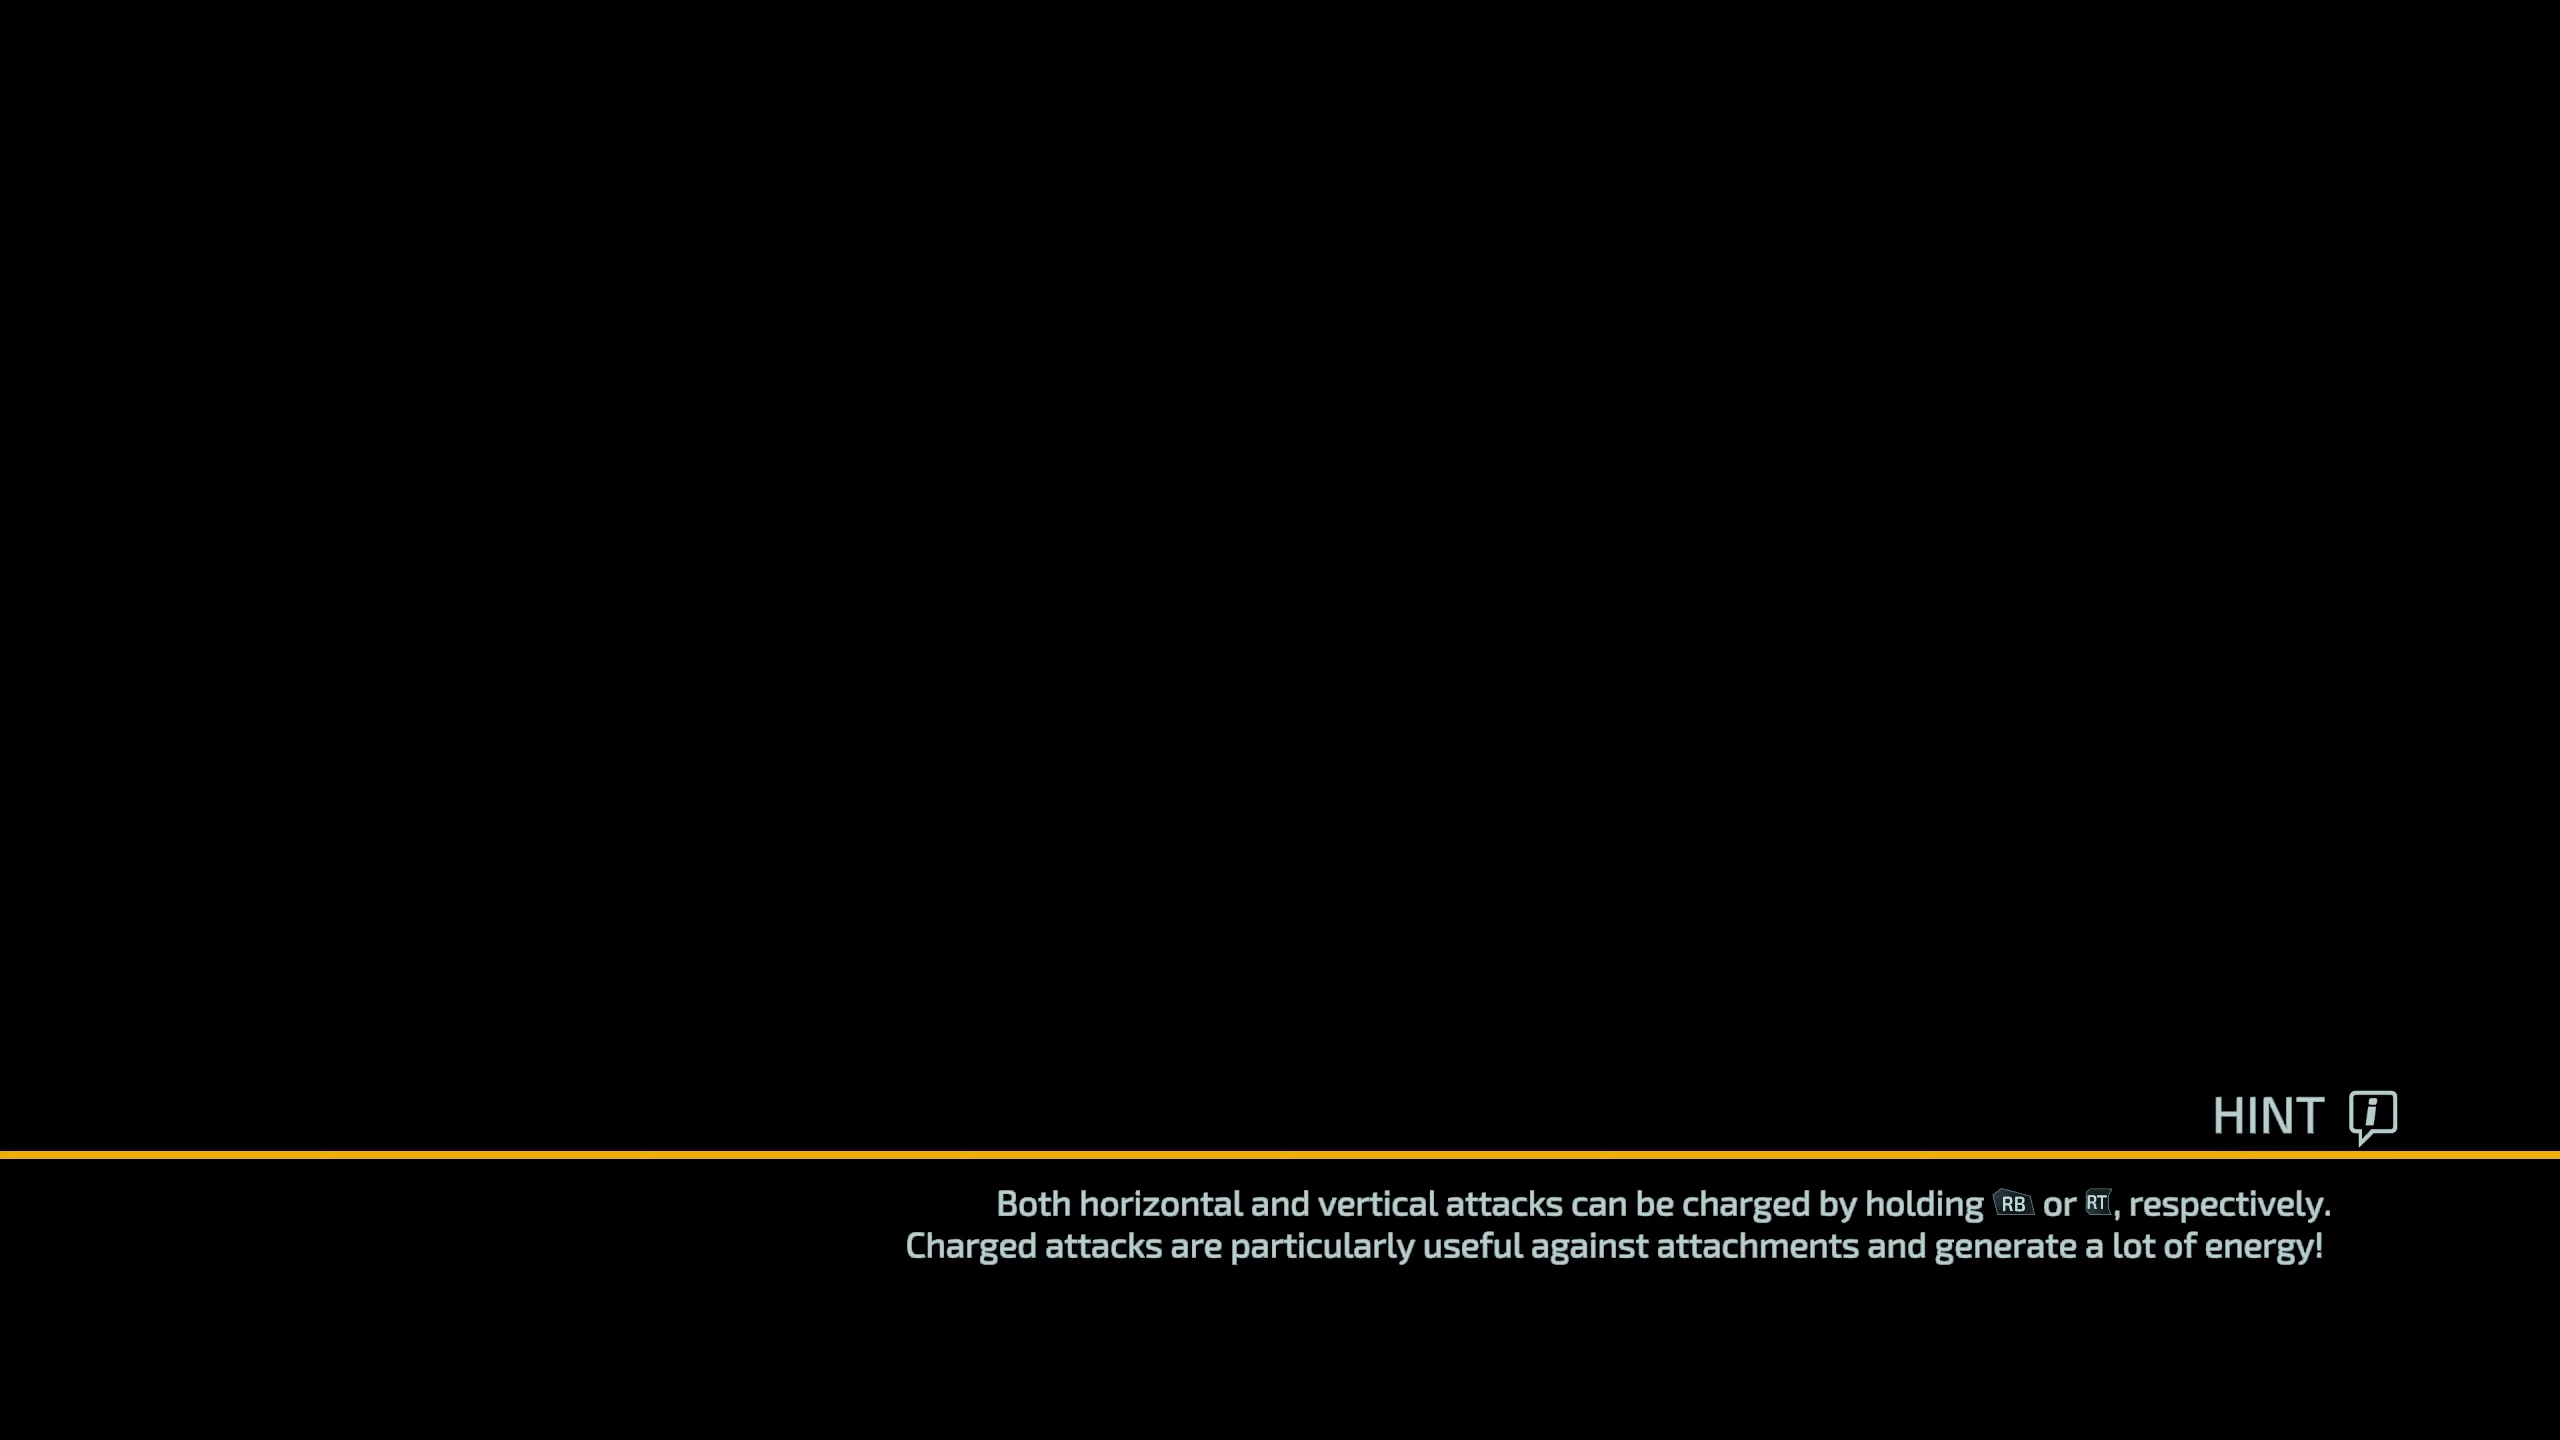 HINT
Both horizontal and vertical attacks can be charged by holding RB or RT, respectively.
Charged attacks are particularly useful against attachments and generate a lot of energy!